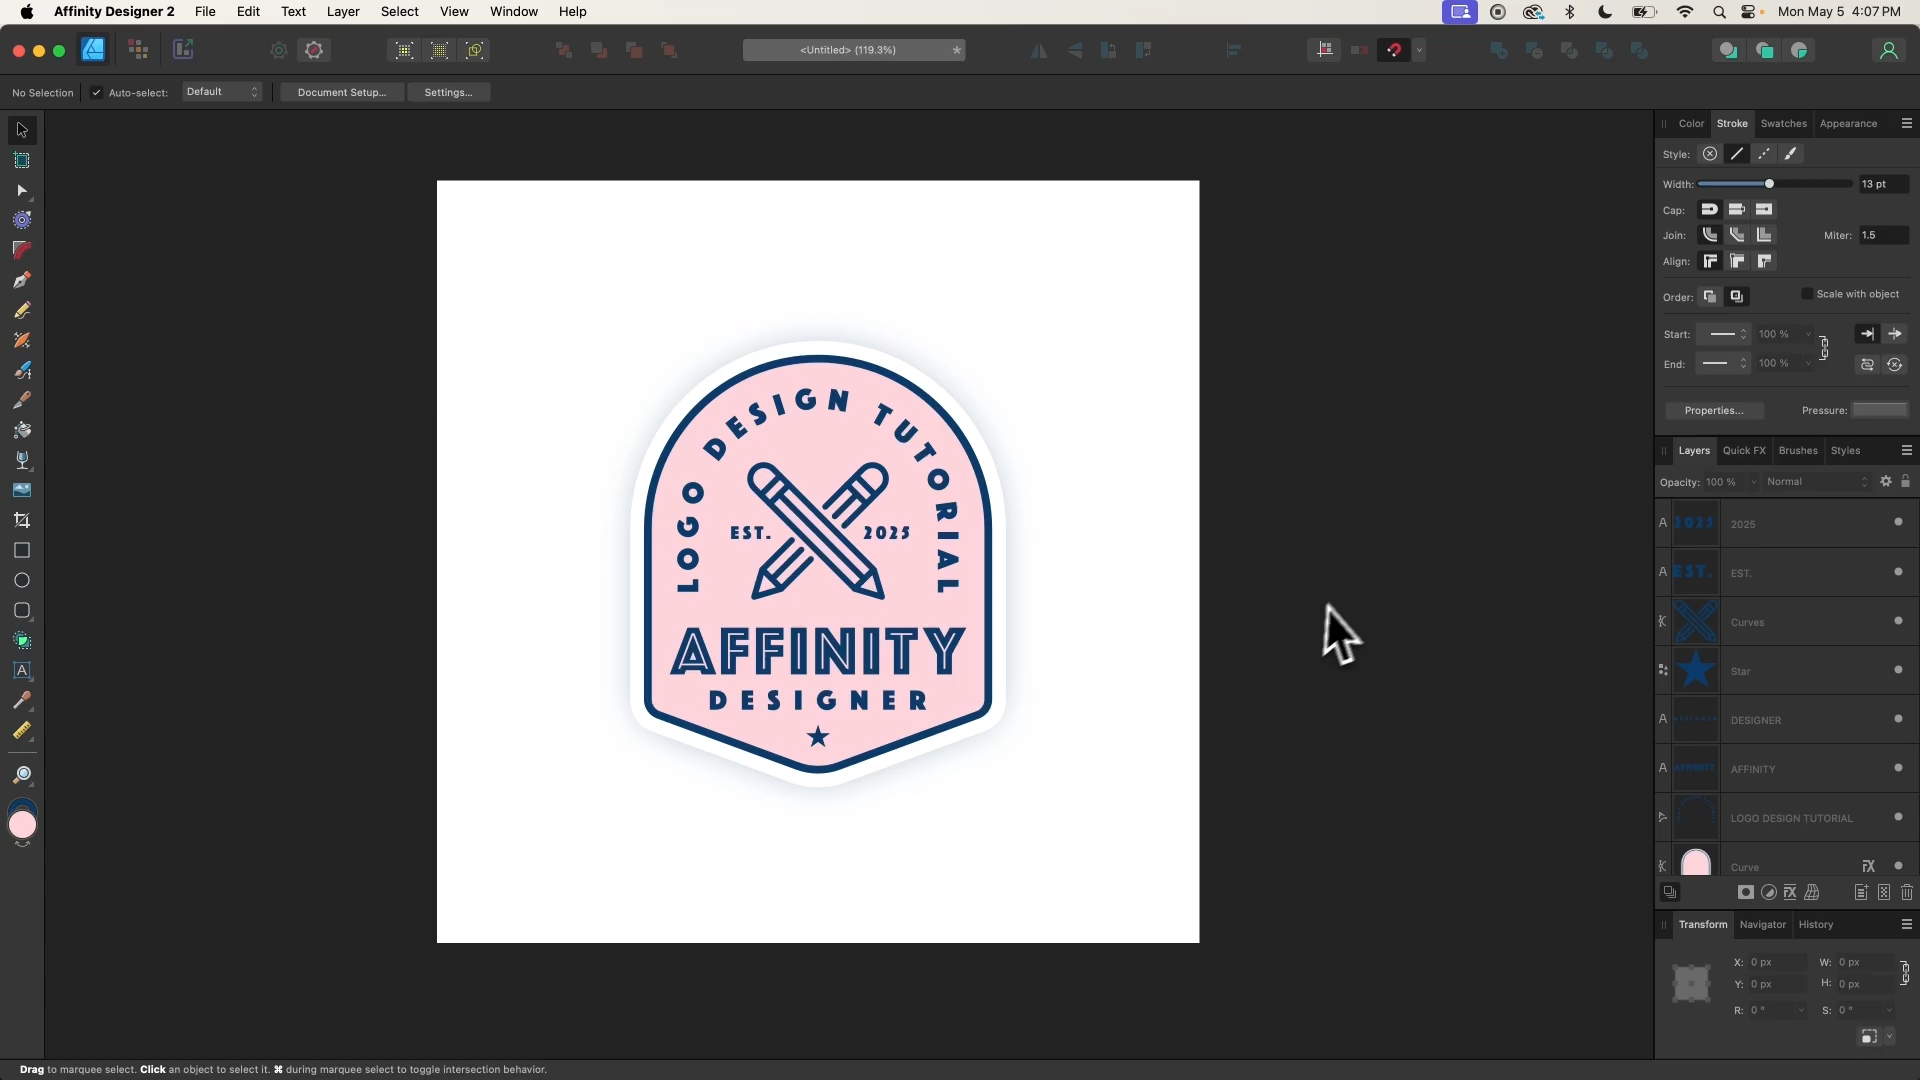 Affinity Designer 2 File Edit Text Layer Select View Window Help Mon May 5 4:07 PM
<Untitled> (119.3%) *
No Selection Auto-select: Default Document Setup... Settings...
Color Stroke Swatches Appearance
Style:
Width: 13 pt
Cap:
Join: Miter: 1.5
Align:
Order: Scale with object
Start: 100 %
End: 100 %
Properties... Pressure:
Layers Quick FX Brushes Styles
Opacity: 100 % Normal
A 2025 2025
A EST. EST.
Curves
Star
A DESIGNER
A AFFINITY AFFINITY
LOGO DESIGN TUTORIAL
Curve FX
Transform Navigator History
X: 0 px W: 0 px
Y: 0 px H: 0 px
R: 0 ° S: 0 °
LOGO DESIGN TUTORIAL
EST. 2025
AFFINITY
DESIGNER
Drag to marquee select. Click an object to select it. ⌘ during marquee select to toggle intersection behavior.